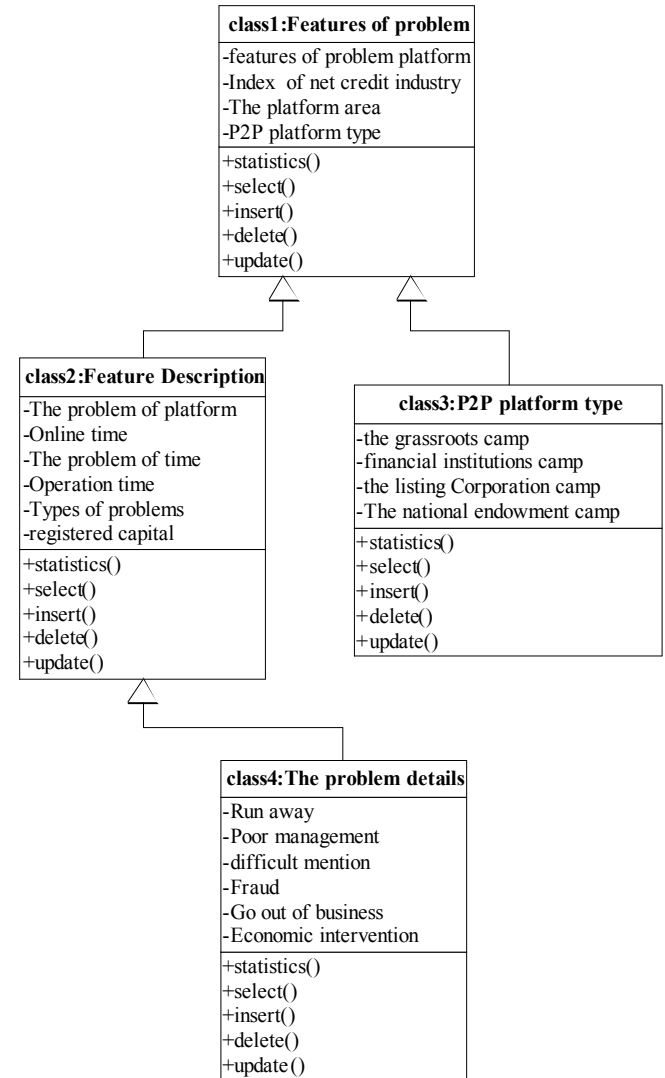 class1:Features of problem
-features of problem platform
-Index of net credit industry
-The platform area
-P2P platform type
+statistics()
+select()
+insert()
+delete()
+update()
class2:Feature Description
-The problem of platform
-Online time
-The problem of time
-Operation time
-Types of problems
-registered capital
+statistics()
+select()
+insert()
+delete()
+update()
class3:P2P platform type
-the grassroots camp
-financial institutions camp
-the listing Corporation camp
-The national endowment camp
+statistics()
+select()
+insert()
+delete()
+update()
class4:The problem details
-Run away
-Poor management
-difficult mention
-Fraud
-Go out of business
-Economic intervention
+statistics()
+select()
+insert()
+delete()
+update()